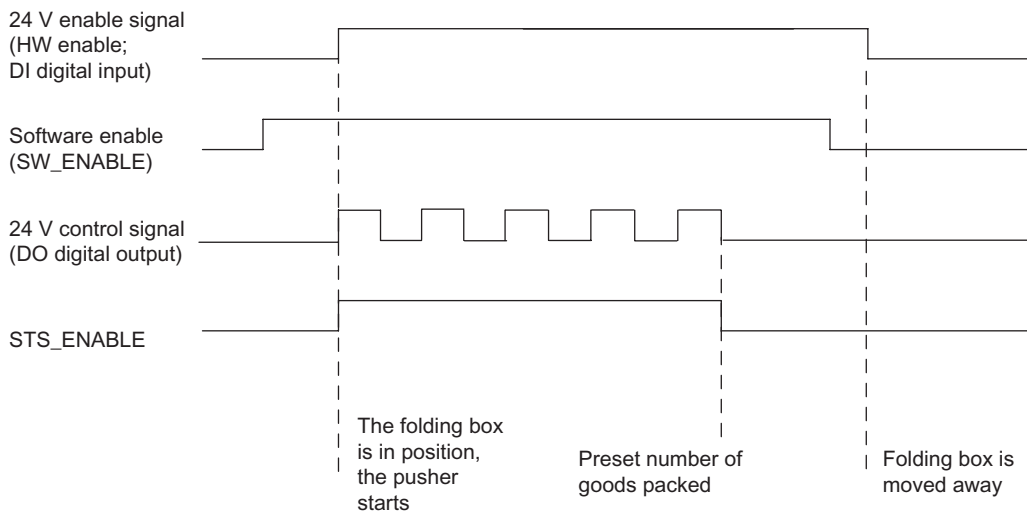 24 V enable signal
(HW enable;
DI digital input)
Software enable
(SW_ENABLE)
24 V control signal
(DO digital output)
STS_ENABLE
The folding box
is in position,
the pusher
starts
Preset number of
goods packed
Folding box is
moved away